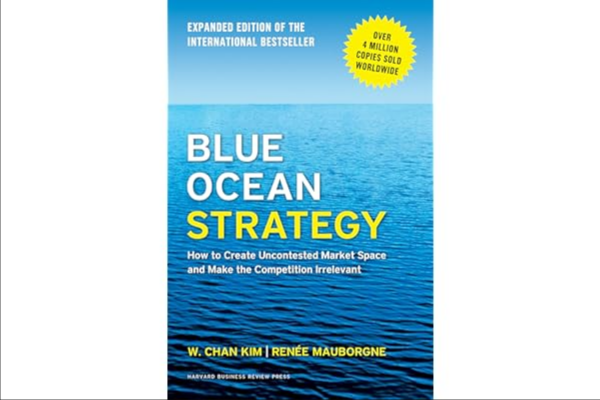 EXPANDED EDITION OF THE
INTERNATIONAL BESTSELLER
OVER
4 MILLION
COPIES SOLD
WORLDWIDE
BLUE
OCEAN
STRATEGY
How to Create Uncontested Market Space
and Make the Competition Irrelevant
W. CHAN KIM | RENÉE MAUBORGNE
HARVARD BUSINESS REVIEW PRESS